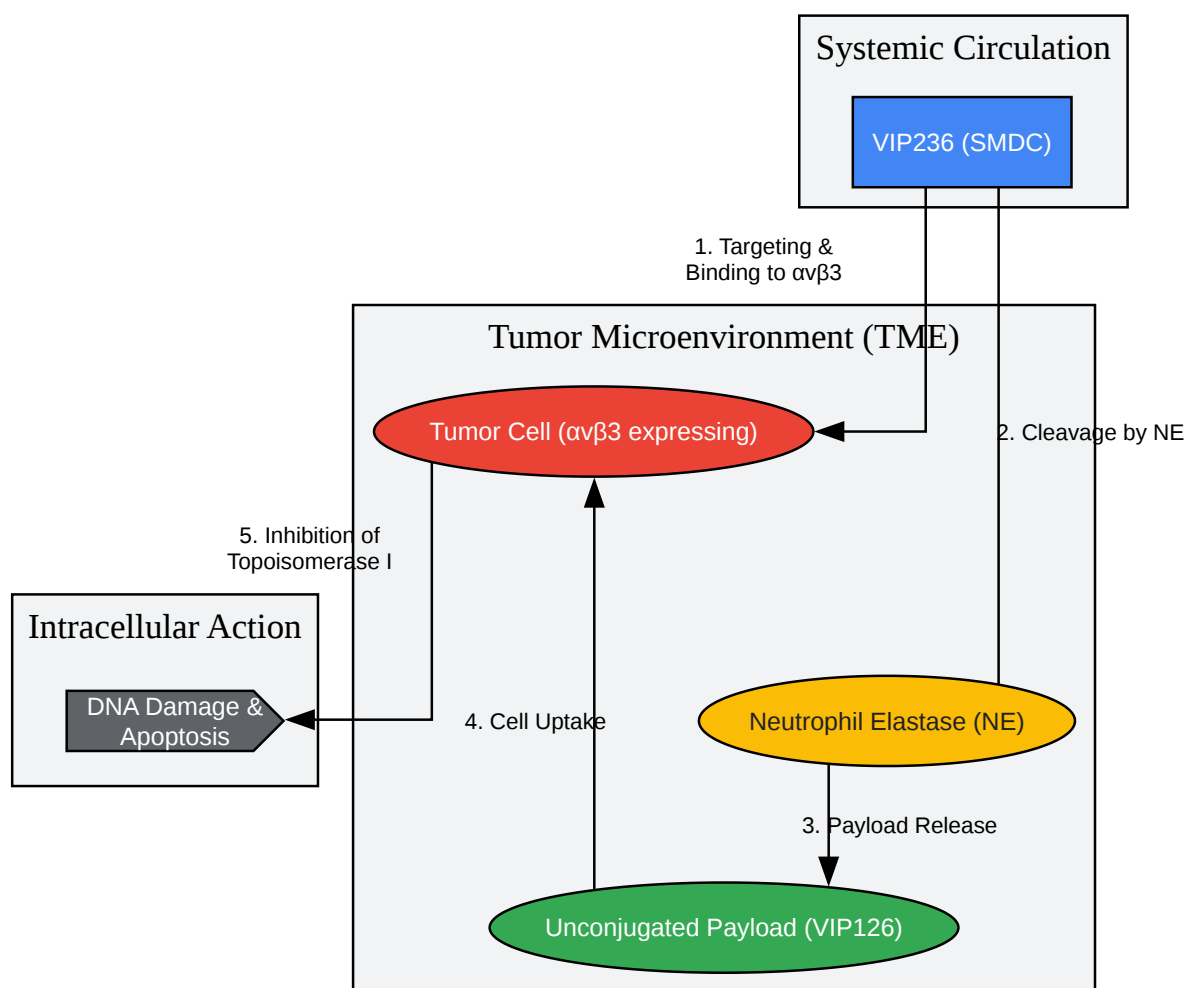 Systemic Circulation
VIP236 (SMDC)
1. Targeting &
Binding to αvβ3
Tumor Microenvironment (TME)
Tumor Cell (αvβ3 expressing)
2. Cleavage by NE
5. Inhibition of
Topoisomerase I
Intracellular Action
DNA Damage &
Apoptosis
4. Cell Uptake
Neutrophil Elastase (NE)
3. Payload Release
Unconjugated Payload (VIP126)